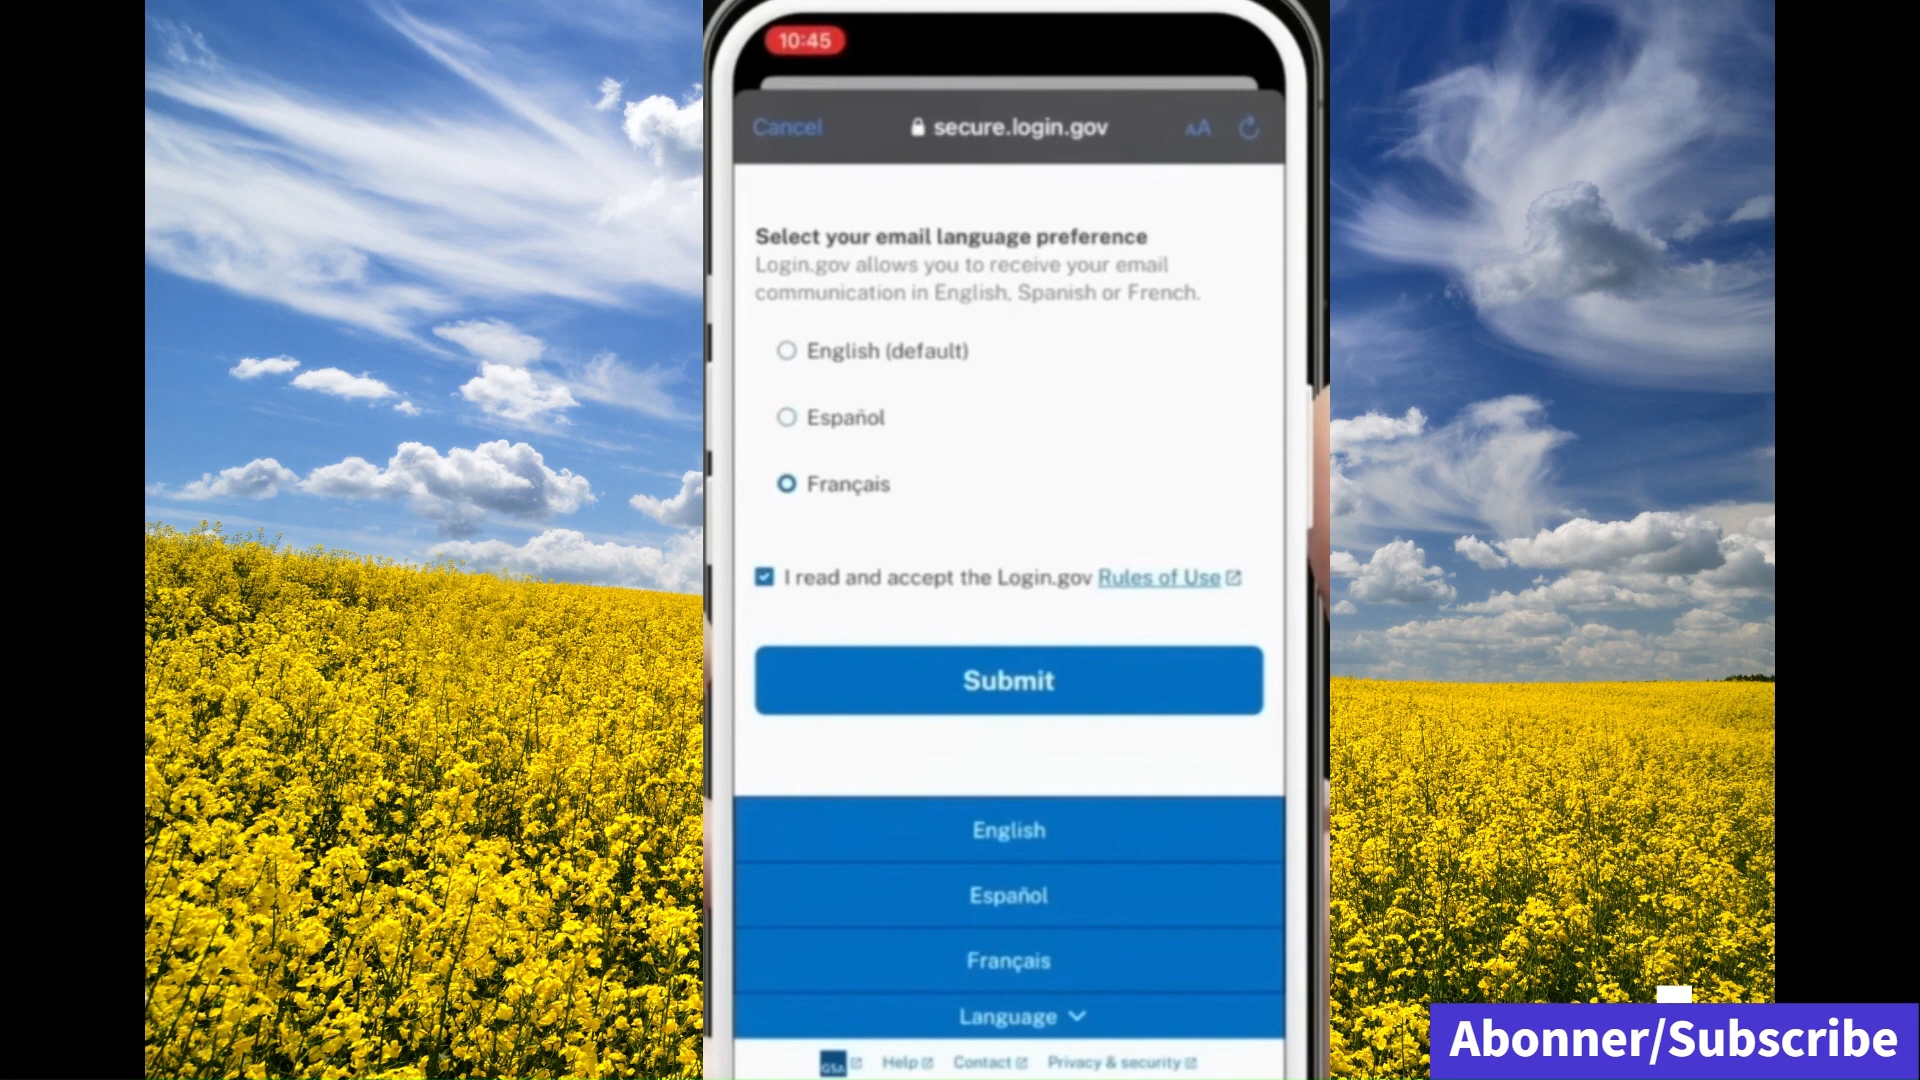 10:45
Cancel
secure.login.gov
AA
Select your email language preference
Login.gov allows you to receive your email
communication in English, Spanish or French.
English (default)
Español
Français
I read and accept the Login.gov Rules of Use
Submit
English
Español
Français
Language
GSA
Help
Contact
Privacy & security
Abonner/Subscribe